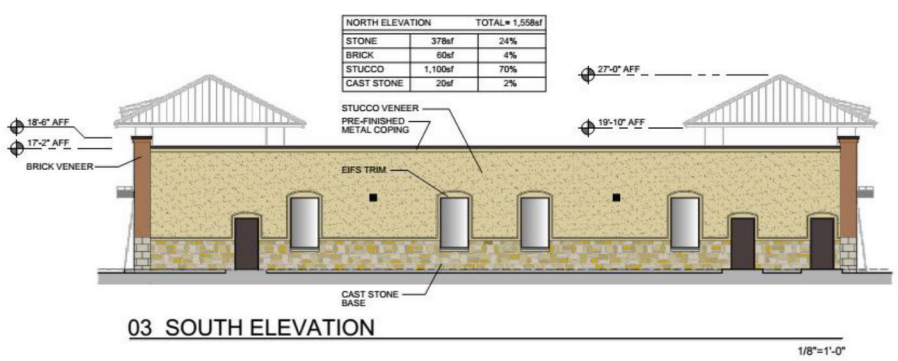 NORTH ELEVATION TOTAL= 1,558sf
STONE 378sf 24%
BRICK 60sf 4%
STUCCO 1,100sf 70%
CAST STONE 20sf 2%
27'-0" AFF
STUCCO VENEER
PRE-FINISHED
METAL COPING
18'-6" AFF
19'-10" AFF
17'-2" AFF
BRICK VENEER
EIFS TRIM
CAST STONE
BASE
03 SOUTH ELEVATION
1/8"=1'-0"